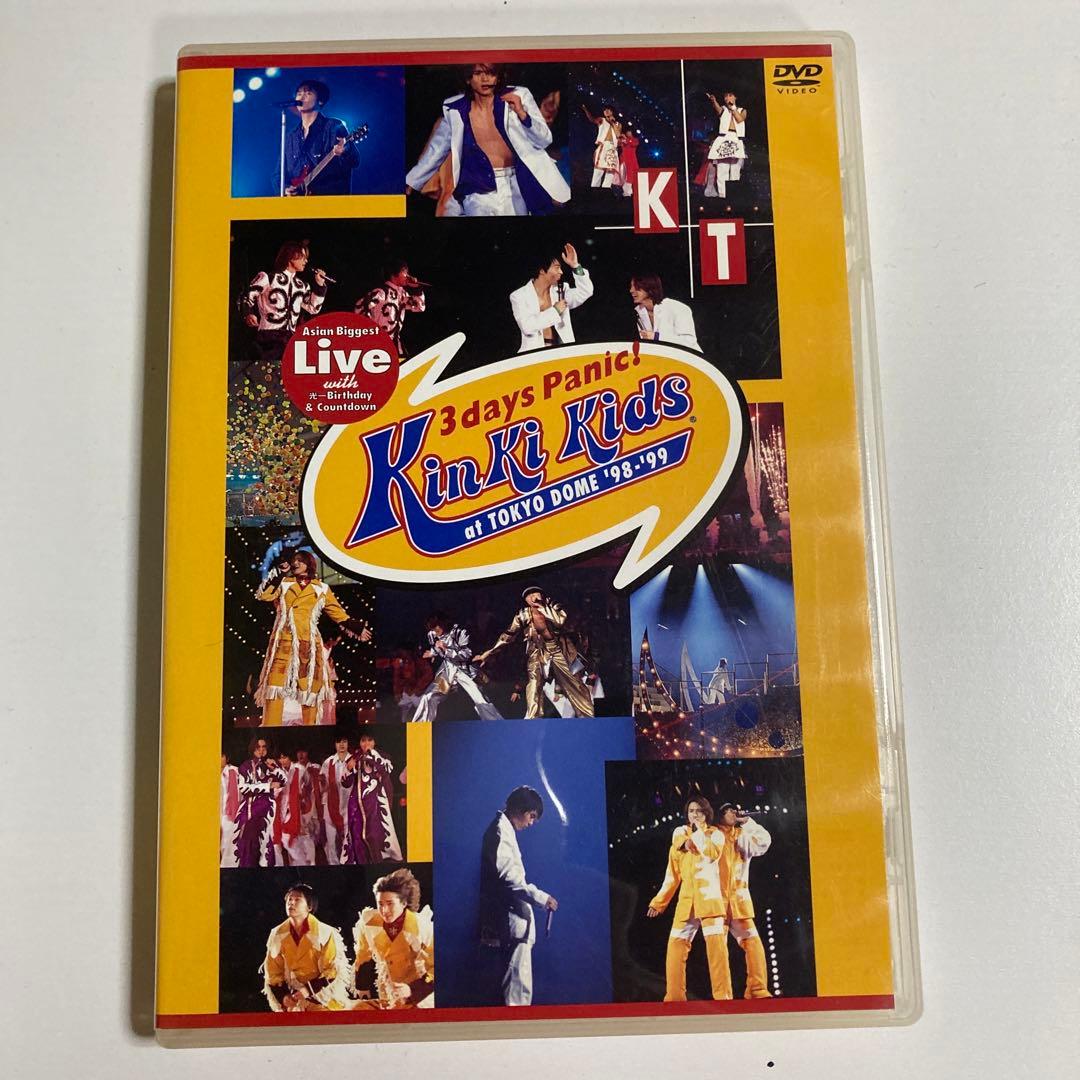 DVD
VIDEO
K
T
Asian Biggest
Live
with
光一Birthday
& Countdown
3days Panic!
KinKi Kids®
at TOKYO DOME '98-'99